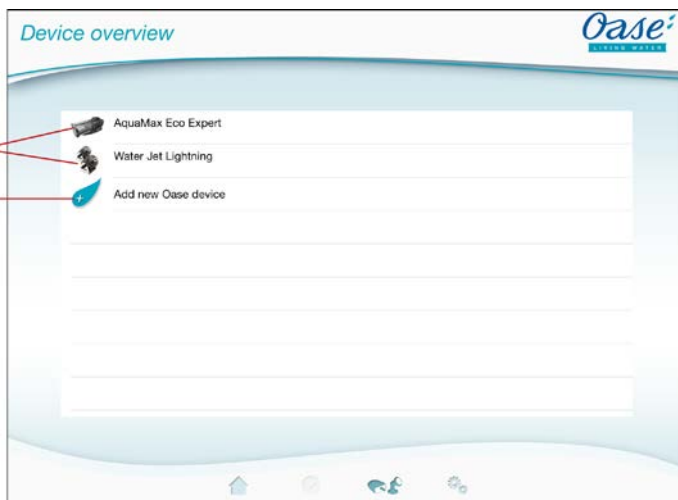 Device overview
Oase
LIVING WATER
AquaMax Eco Expert
Water Jet Lightning
Add new Oase device